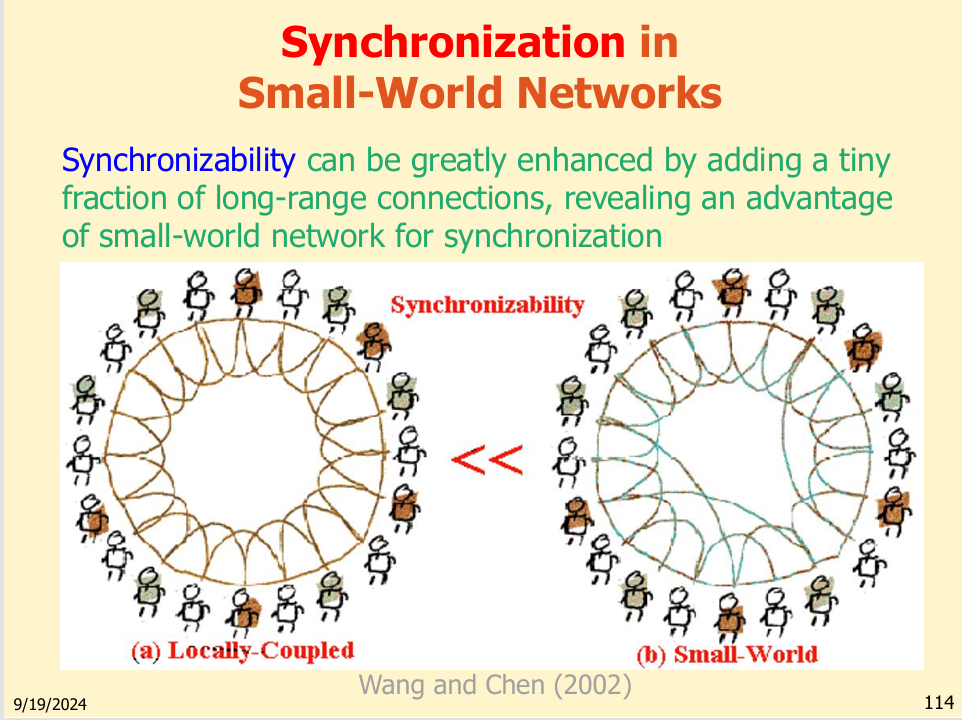 Synchronization in
Small-World Networks
Synchronizability can be greatly enhanced by adding a tiny
fraction of long-range connections, revealing an advantage
of small-world network for synchronization
Synchronizability
<<
(a) Locally-Coupled
(b) Small-World
Wang and Chen (2002)
9/19/2024
114